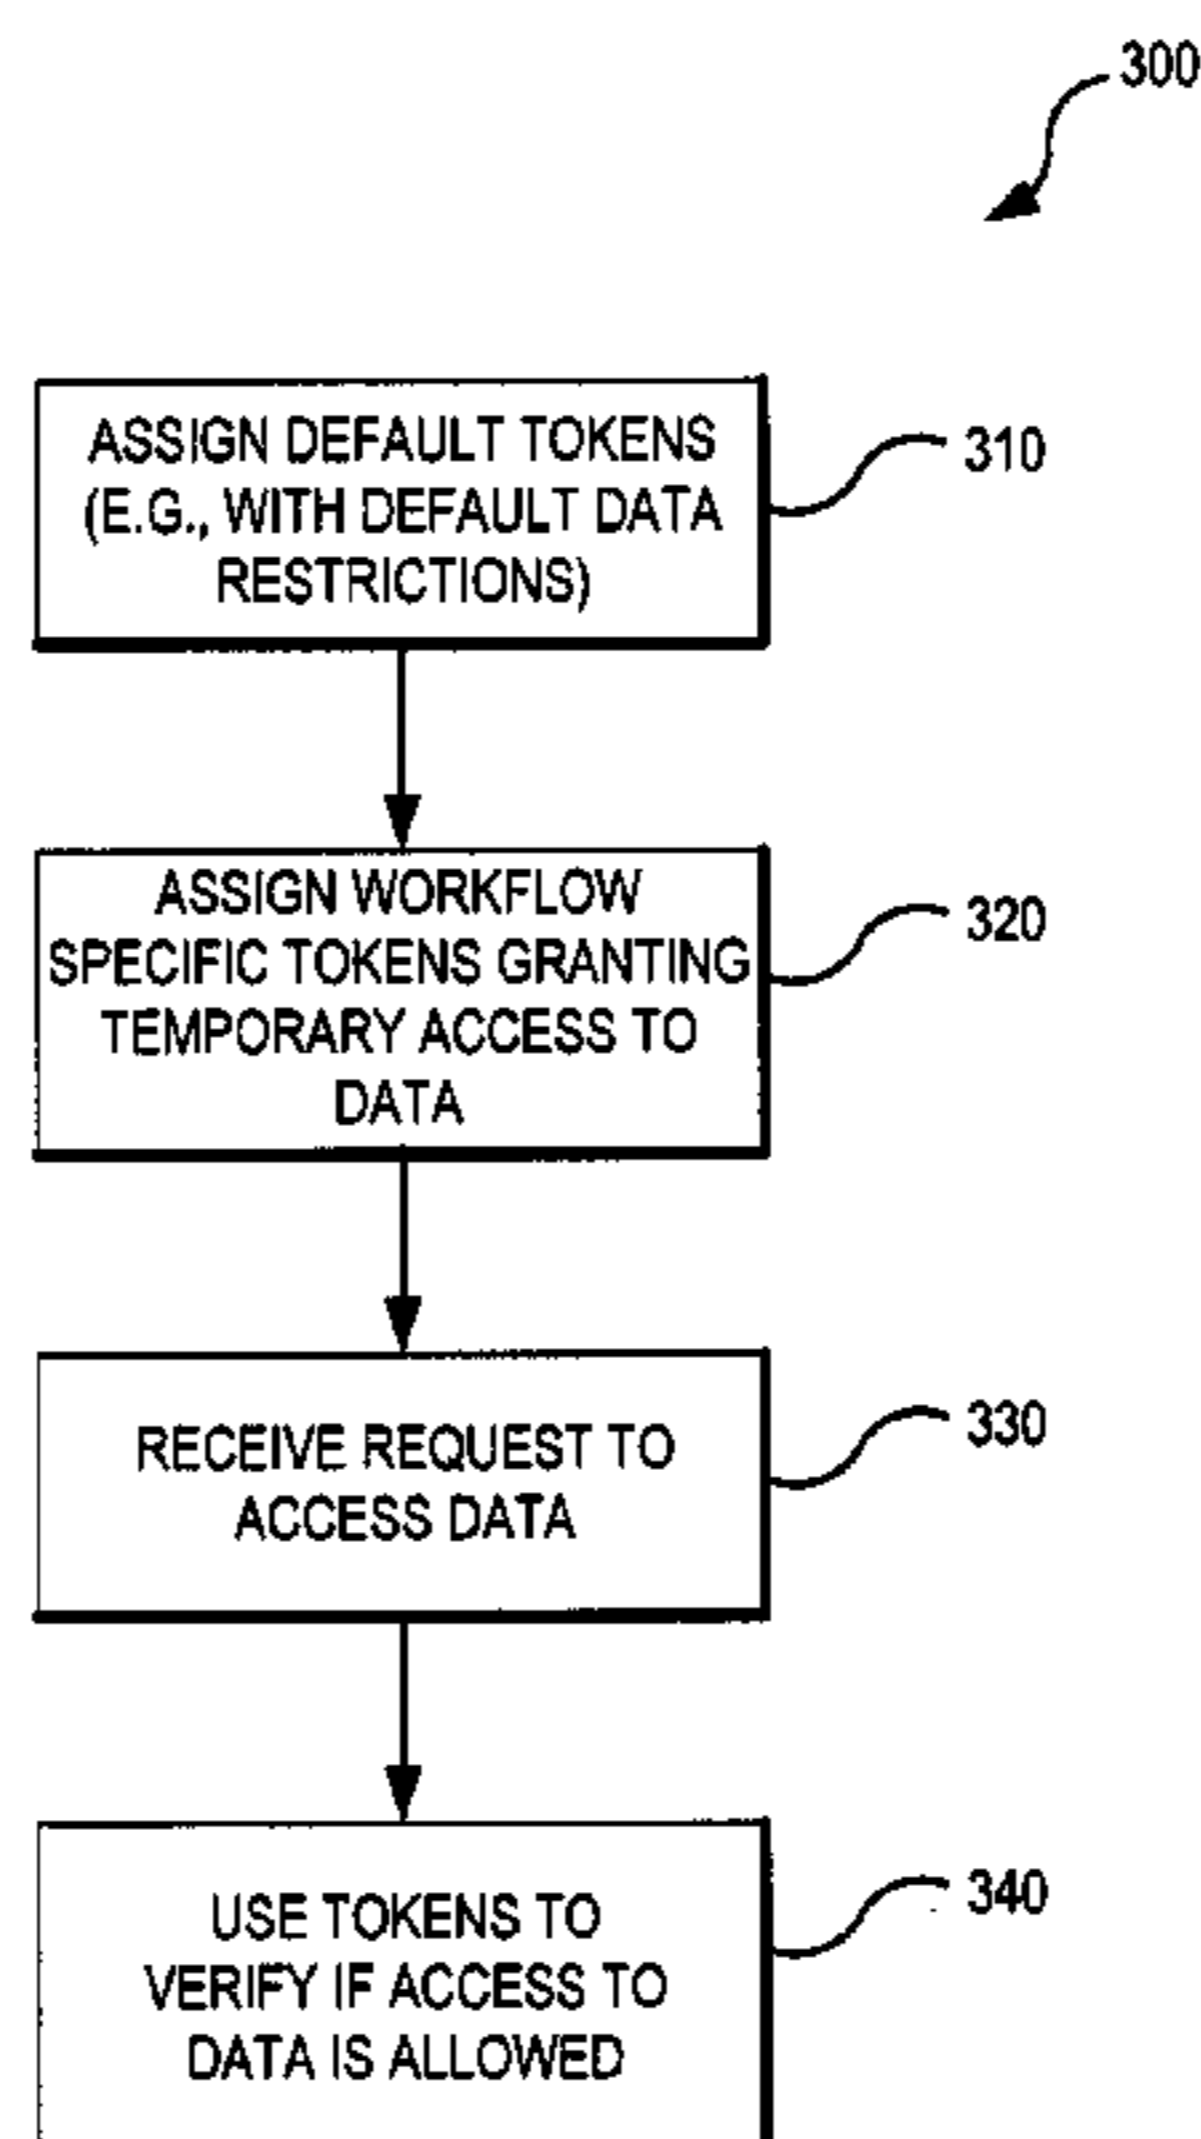 300
ASSIGN DEFAULT TOKENS
(E.G., WITH DEFAULT DATA
RESTRICTIONS)
310
ASSIGN WORKFLOW
SPECIFIC TOKENS GRANTING
TEMPORARY ACCESS TO
DATA
320
RECEIVE REQUEST TO
ACCESS DATA
330
USE TOKENS TO
VERIFY IF ACCESS TO
DATA IS ALLOWED
340